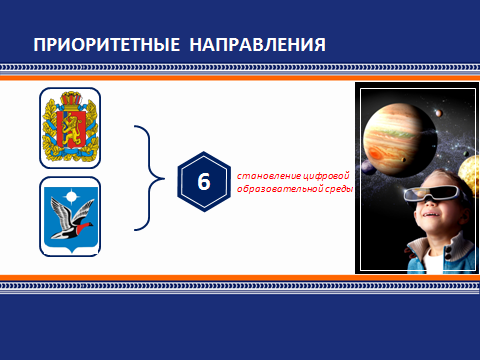 ПРИОРИТЕТНЫЕ НАПРАВЛЕНИЯ
6
становление цифровой
образовательной среды